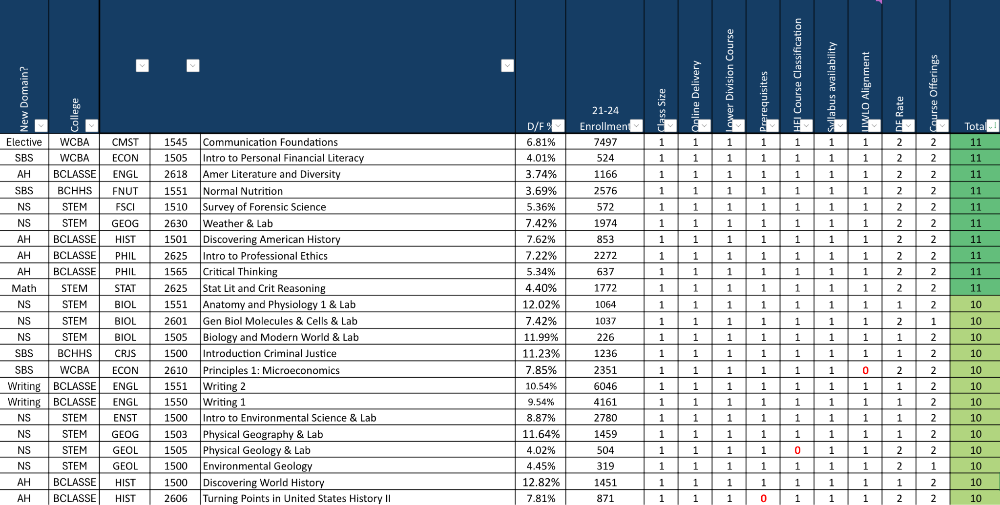 New Domain? College D/F % 21-24 Enrollment Class Size Online Delivery Lower Division Course Prerequisites HFI Course Classification Syllabus availability UWLO Alignment DF Rate Course Offerings Total
Elective WCBA CMST 1545 Communication Foundations 6.81% 7497 1 1 1 1 1 1 1 2 2 11
SBS WCBA ECON 1505 Intro to Personal Financial Literacy 4.01% 524 1 1 1 1 1 1 1 2 2 11
AH BCLASSE ENGL 2618 Amer Literature and Diversity 3.74% 1166 1 1 1 1 1 1 1 2 2 11
SBS BCHHS FNUT 1551 Normal Nutrition 3.69% 2576 1 1 1 1 1 1 1 2 2 11
NS STEM FSCI 1510 Survey of Forensic Science 5.36% 572 1 1 1 1 1 1 1 2 2 11
NS STEM GEOG 2630 Weather & Lab 7.42% 1974 1 1 1 1 1 1 1 2 2 11
AH BCLASSE HIST 1501 Discovering American History 7.62% 853 1 1 1 1 1 1 1 2 2 11
AH BCLASSE PHIL 2625 Intro to Professional Ethics 7.22% 2272 1 1 1 1 1 1 1 2 2 11
AH BCLASSE PHIL 1565 Critical Thinking 5.34% 637 1 1 1 1 1 1 1 2 2 11
Math STEM STAT 2625 Stat Lit and Crit Reasoning 4.40% 1772 1 1 1 1 1 1 1 2 2 11
NS STEM BIOL 1551 Anatomy and Physiology 1 & Lab 12.02% 1064 1 1 1 1 1 1 1 1 2 10
NS STEM BIOL 2601 Gen Biol Molecules & Cells & Lab 7.42% 1037 1 1 1 1 1 1 1 2 1 10
NS STEM BIOL 1505 Biology and Modern World & Lab 11.99% 226 1 1 1 1 1 1 1 1 2 10
SBS BCHHS CRJS 1500 Introduction Criminal Justice 11.23% 1236 1 1 1 1 1 1 1 1 2 10
SBS WCBA ECON 2610 Principles 1: Microeconomics 7.85% 2351 1 1 1 1 1 1 0 2 2 10
Writing BCLASSE ENGL 1551 Writing 2 10.54% 6046 1 1 1 1 1 1 1 1 2 10
Writing BCLASSE ENGL 1550 Writing 1 9.54% 4161 1 1 1 1 1 1 1 1 2 10
NS STEM ENST 1500 Intro to Environmental Science & Lab 8.87% 2780 1 1 1 1 1 1 1 1 2 10
NS STEM GEOG 1503 Physical Geography & Lab 11.64% 1459 1 1 1 1 1 1 1 1 2 10
NS STEM GEOL 1505 Physical Geology & Lab 4.02% 504 1 1 1 1 0 1 1 2 2 10
NS STEM GEOL 1500 Environmental Geology 4.45% 319 1 1 1 1 1 1 1 2 1 10
AH BCLASSE HIST 1500 Discovering World History 12.82% 1451 1 1 1 1 1 1 1 1 2 10
AH BCLASSE HIST 2606 Turning Points in United States History II 7.81% 871 1 1 1 0 1 1 1 2 2 10